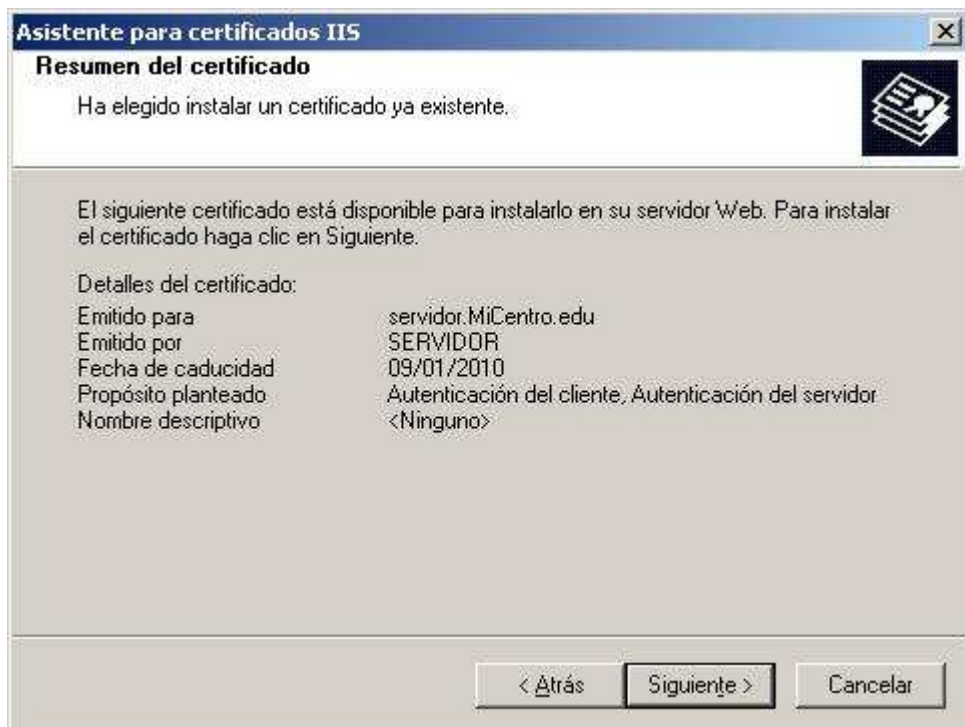 Asistente para certificados IIS
Resumen del certificado
Ha elegido instalar un certificado ya existente.
El siguiente certificado está disponible para instalarlo en su servidor Web. Para instalar
el certificado haga clic en Siguiente.
Detalles del certificado:
Emitido para servidor.MiCentro.edu
Emitido por SERVIDOR
Fecha de caducidad 09/01/2010
Propósito planteado Autenticación del cliente, Autenticación del servidor
Nombre descriptivo <Ninguno>
< Atrás Siguiente > Cancelar